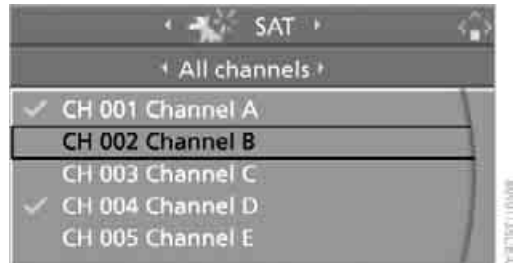 SAT
All channels
CH 001 Channel A
CH 002 Channel B
CH 003 Channel C
CH 004 Channel D
CH 005 Channel E